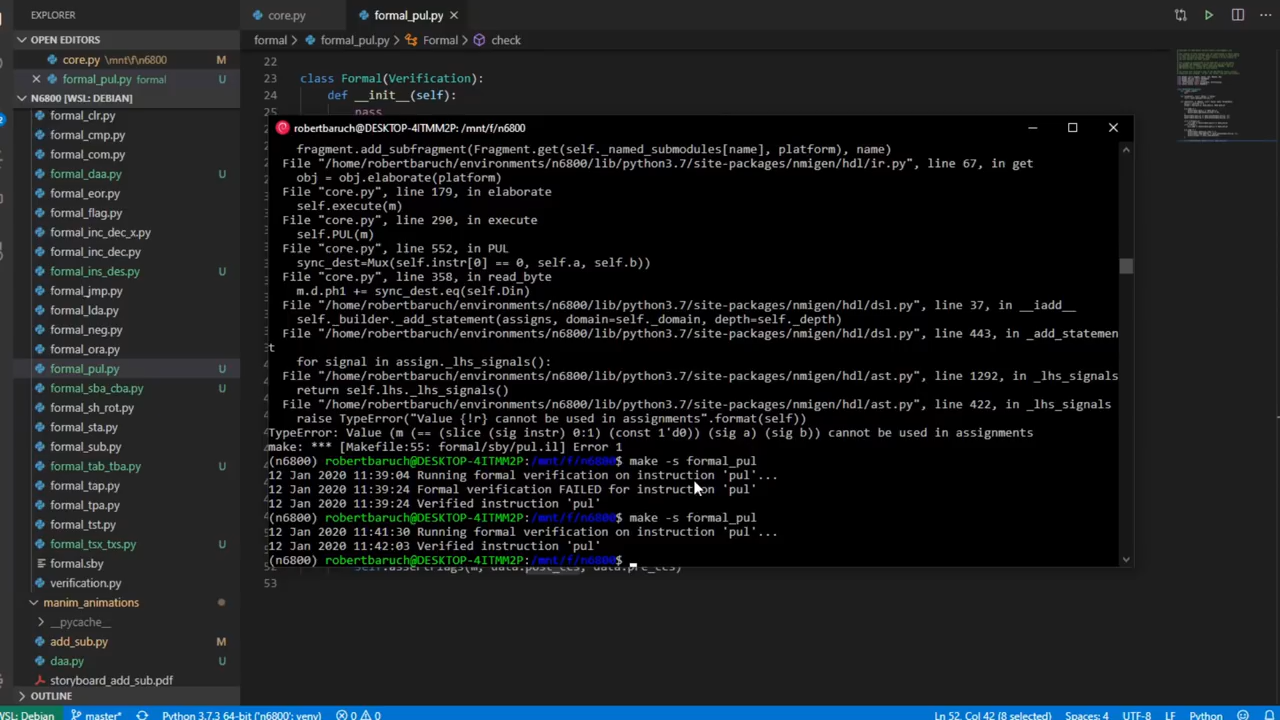 EXPLORER
core.py
formal_pul.py
OPEN EDITORS
formal > formal_pul.py > Formal > check
core.py \mnt\f\n6800 M
22
formal_pul.py formal U
23 class Formal(Verification):
N6800 [WSL: DEBIAN]
24 def __init__(self):
25 pass
formal_clr.py
formal_cmp.py
formal_com.py
formal_daa.py U
formal_eor.py
formal_flag.py
formal_inc_dec_x.py
formal_inc_dec.py
formal_ins_des.py U
formal_jmp.py
formal_lda.py
formal_neg.py
formal_ora.py
formal_pul.py U
formal_sba_cba.py U
formal_sh_rot.py
formal_sta.py
formal_sub.py
formal_tab_tba.py U
formal_tap.py
formal_tpa.py
formal_tst.py
formal_tsx_txs.py U
formal.sby
verification.py
manim_animations
__pycache__
add_sub.py M
daa.py U
storyboard_add_sub.pdf
OUTLINE
robertbaruch@DESKTOP-4ITMM2P: /mnt/f/n6800
fragment.add_subfragment(Fragment.get(self._named_submodules[name], platform), name)
File "/home/robertbaruch/environments/n6800/lib/python3.7/site-packages/nmigen/hdl/ir.py", line 67, in get
obj = obj.elaborate(platform)
File "core.py", line 179, in elaborate
self.execute(m)
File "core.py", line 290, in execute
self.PUL(m)
File "core.py", line 552, in PUL
sync_dest=Mux(self.instr[0] == 0, self.a, self.b))
File "core.py", line 358, in read_byte
m.d.ph1 += sync_dest.eq(self.Din)
File "/home/robertbaruch/environments/n6800/lib/python3.7/site-packages/nmigen/hdl/dsl.py", line 37, in __iadd__
self._builder._add_statement(assigns, domain=self._domain, depth=self._depth)
File "/home/robertbaruch/environments/n6800/lib/python3.7/site-packages/nmigen/hdl/dsl.py", line 443, in _add_statemen
t
for signal in assign._lhs_signals():
File "/home/robertbaruch/environments/n6800/lib/python3.7/site-packages/nmigen/hdl/ast.py", line 1292, in _lhs_signals
return self.lhs._lhs_signals()
File "/home/robertbaruch/environments/n6800/lib/python3.7/site-packages/nmigen/hdl/ast.py", line 422, in _lhs_signals
raise TypeError("Value {!r} cannot be used in assignments".format(self))
TypeError: Value (m (== (slice (sig instr) 0:1) (const 1'd0)) (sig a) (sig b)) cannot be used in assignments
make: *** [Makefile:55: formal/sby/pul.il] Error 1
(n6800) robertbaruch@DESKTOP-4ITMM2P:/mnt/f/n6800$ make -s formal_pul
12 Jan 2020 11:39:04 Running formal verification on instruction 'pul'...
12 Jan 2020 11:39:24 Formal verification FAILED for instruction 'pul'
12 Jan 2020 11:39:24 Verified instruction 'pul'
(n6800) robertbaruch@DESKTOP-4ITMM2P:/mnt/f/n6800$ make -s formal_pul
12 Jan 2020 11:41:30 Running formal verification on instruction 'pul'...
12 Jan 2020 11:42:03 Verified instruction 'pul'
(n6800) robertbaruch@DESKTOP-4ITMM2P:/mnt/f/n6800$
52 self.assertFlags(m, data.post_ccs, data.pre_ccs)
53
WSL: Debian master* Python 3.7.3 64-bit ('n6800': venv) 0 0 Ln 52, Col 42 (8 selected) Spaces: 4 UTF-8 LF Python